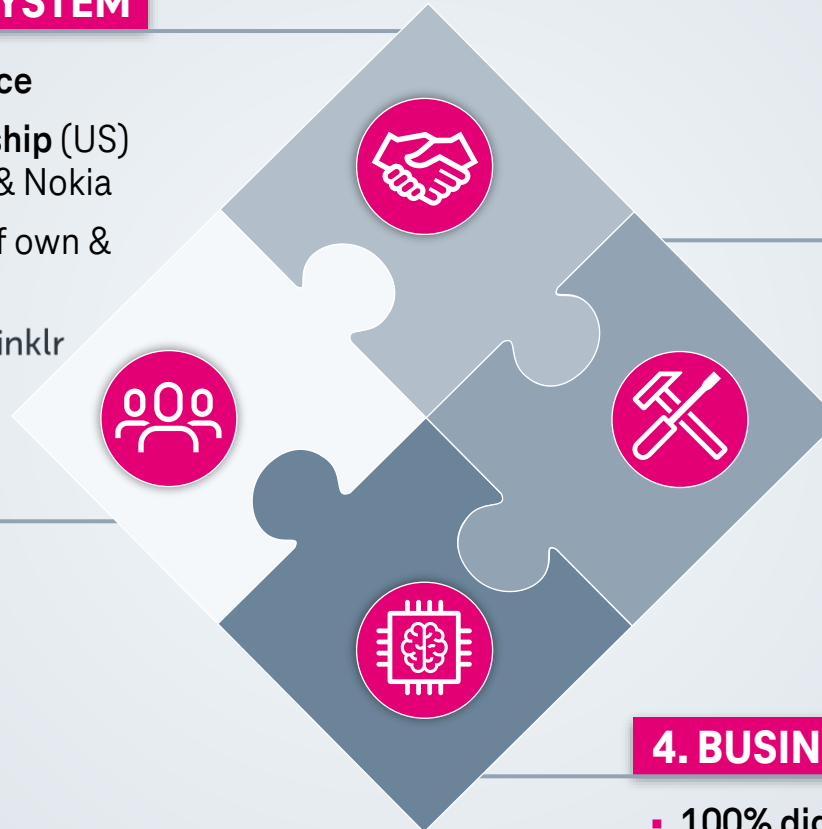 YSTEM
ce
ship (US)
& Nokia
f own &
inklr
4. BUSIN
100% dig